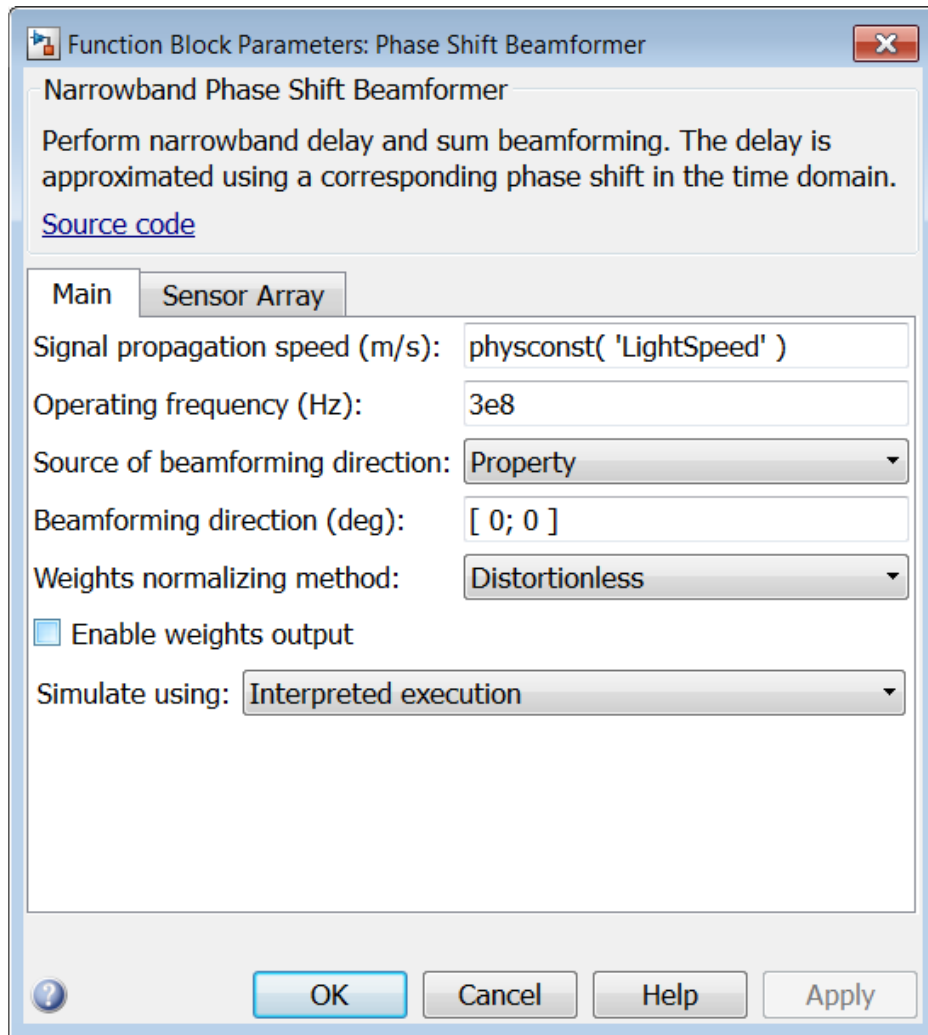 Function Block Parameters: Phase Shift Beamformer
Narrowband Phase Shift Beamformer
Perform narrowband delay and sum beamforming. The delay is
approximated using a corresponding phase shift in the time domain.
Source code
Main Sensor Array
Signal propagation speed (m/s): physconst( 'LightSpeed' )
Operating frequency (Hz): 3e8
Source of beamforming direction: Property
Beamforming direction (deg): [ 0; 0 ]
Weights normalizing method: Distortionless
Enable weights output
Simulate using: Interpreted execution
? OK Cancel Help Apply